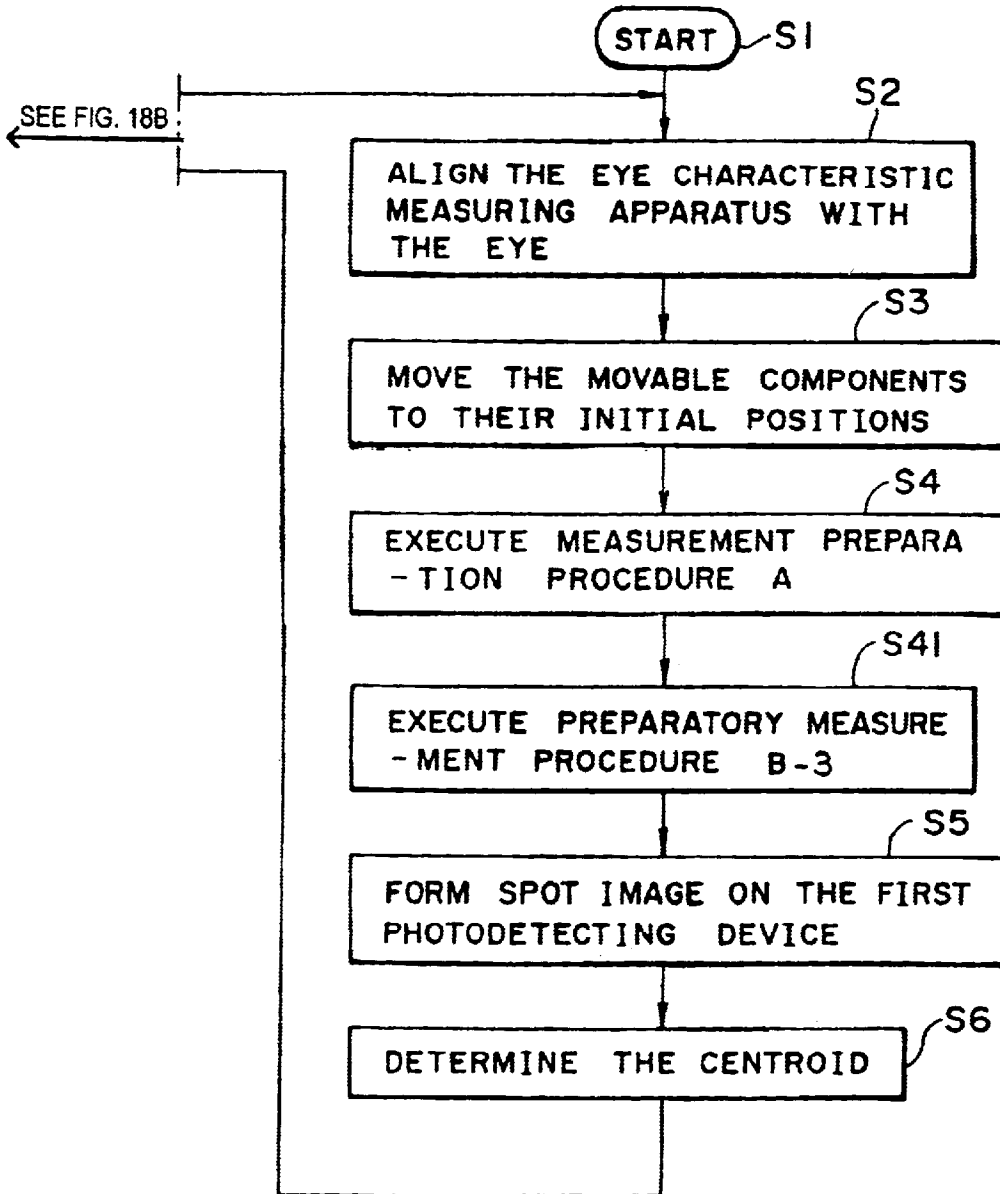 START
S1
SEE FIG. 18B
S2
ALIGN THE EYE CHARACTERISTIC
MEASURING APPARATUS WITH
THE EYE
S3
MOVE THE MOVABLE COMPONENTS
TO THEIR INITIAL POSITIONS
S4
EXECUTE MEASUREMENT PREPARA
-TION PROCEDURE A
S41
EXECUTE PREPARATORY MEASURE
-MENT PROCEDURE B-3
S5
FORM SPOT IMAGE ON THE FIRST
PHOTODETECTING DEVICE
S6
DETERMINE THE CENTROID